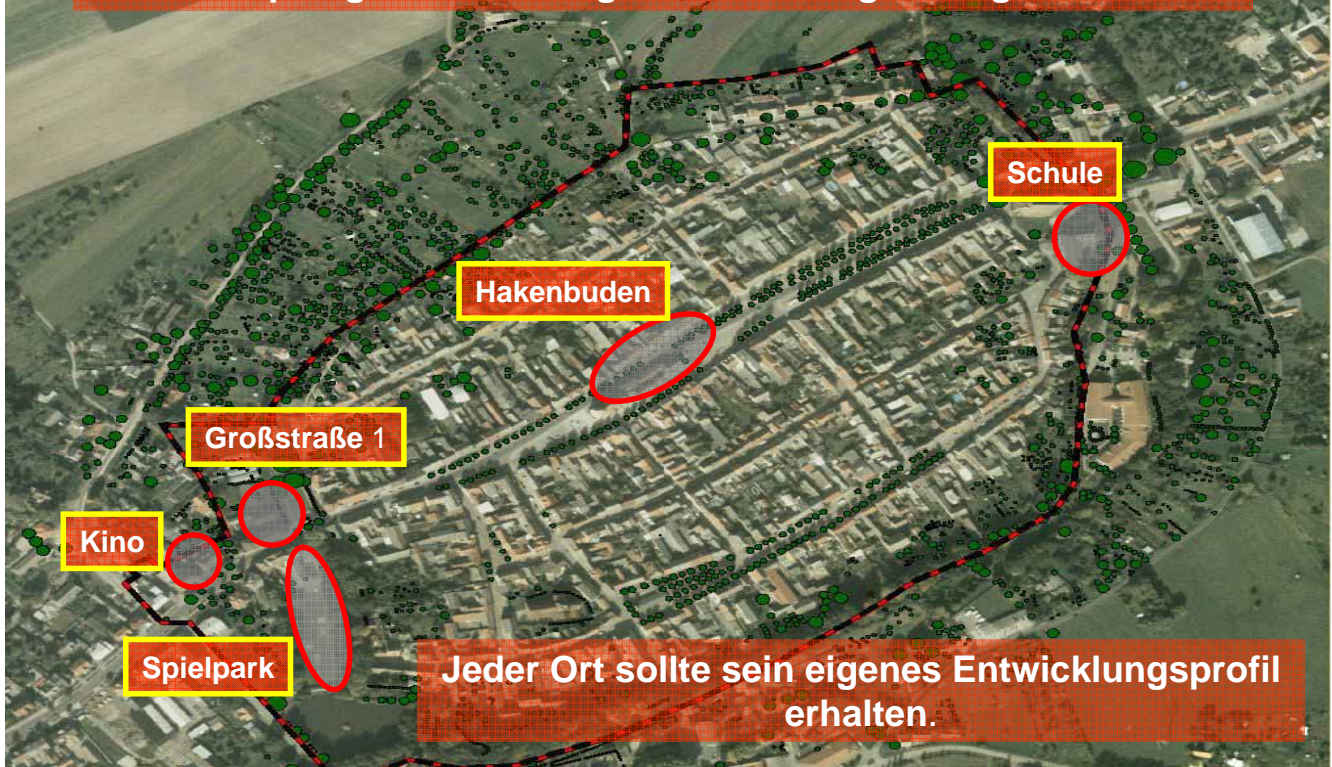 Schule
Hakenbuden
Großstraße 1
Kino
Spielpark
Jeder Ort sollte sein eigenes Entwicklungsprofil
erhalten.